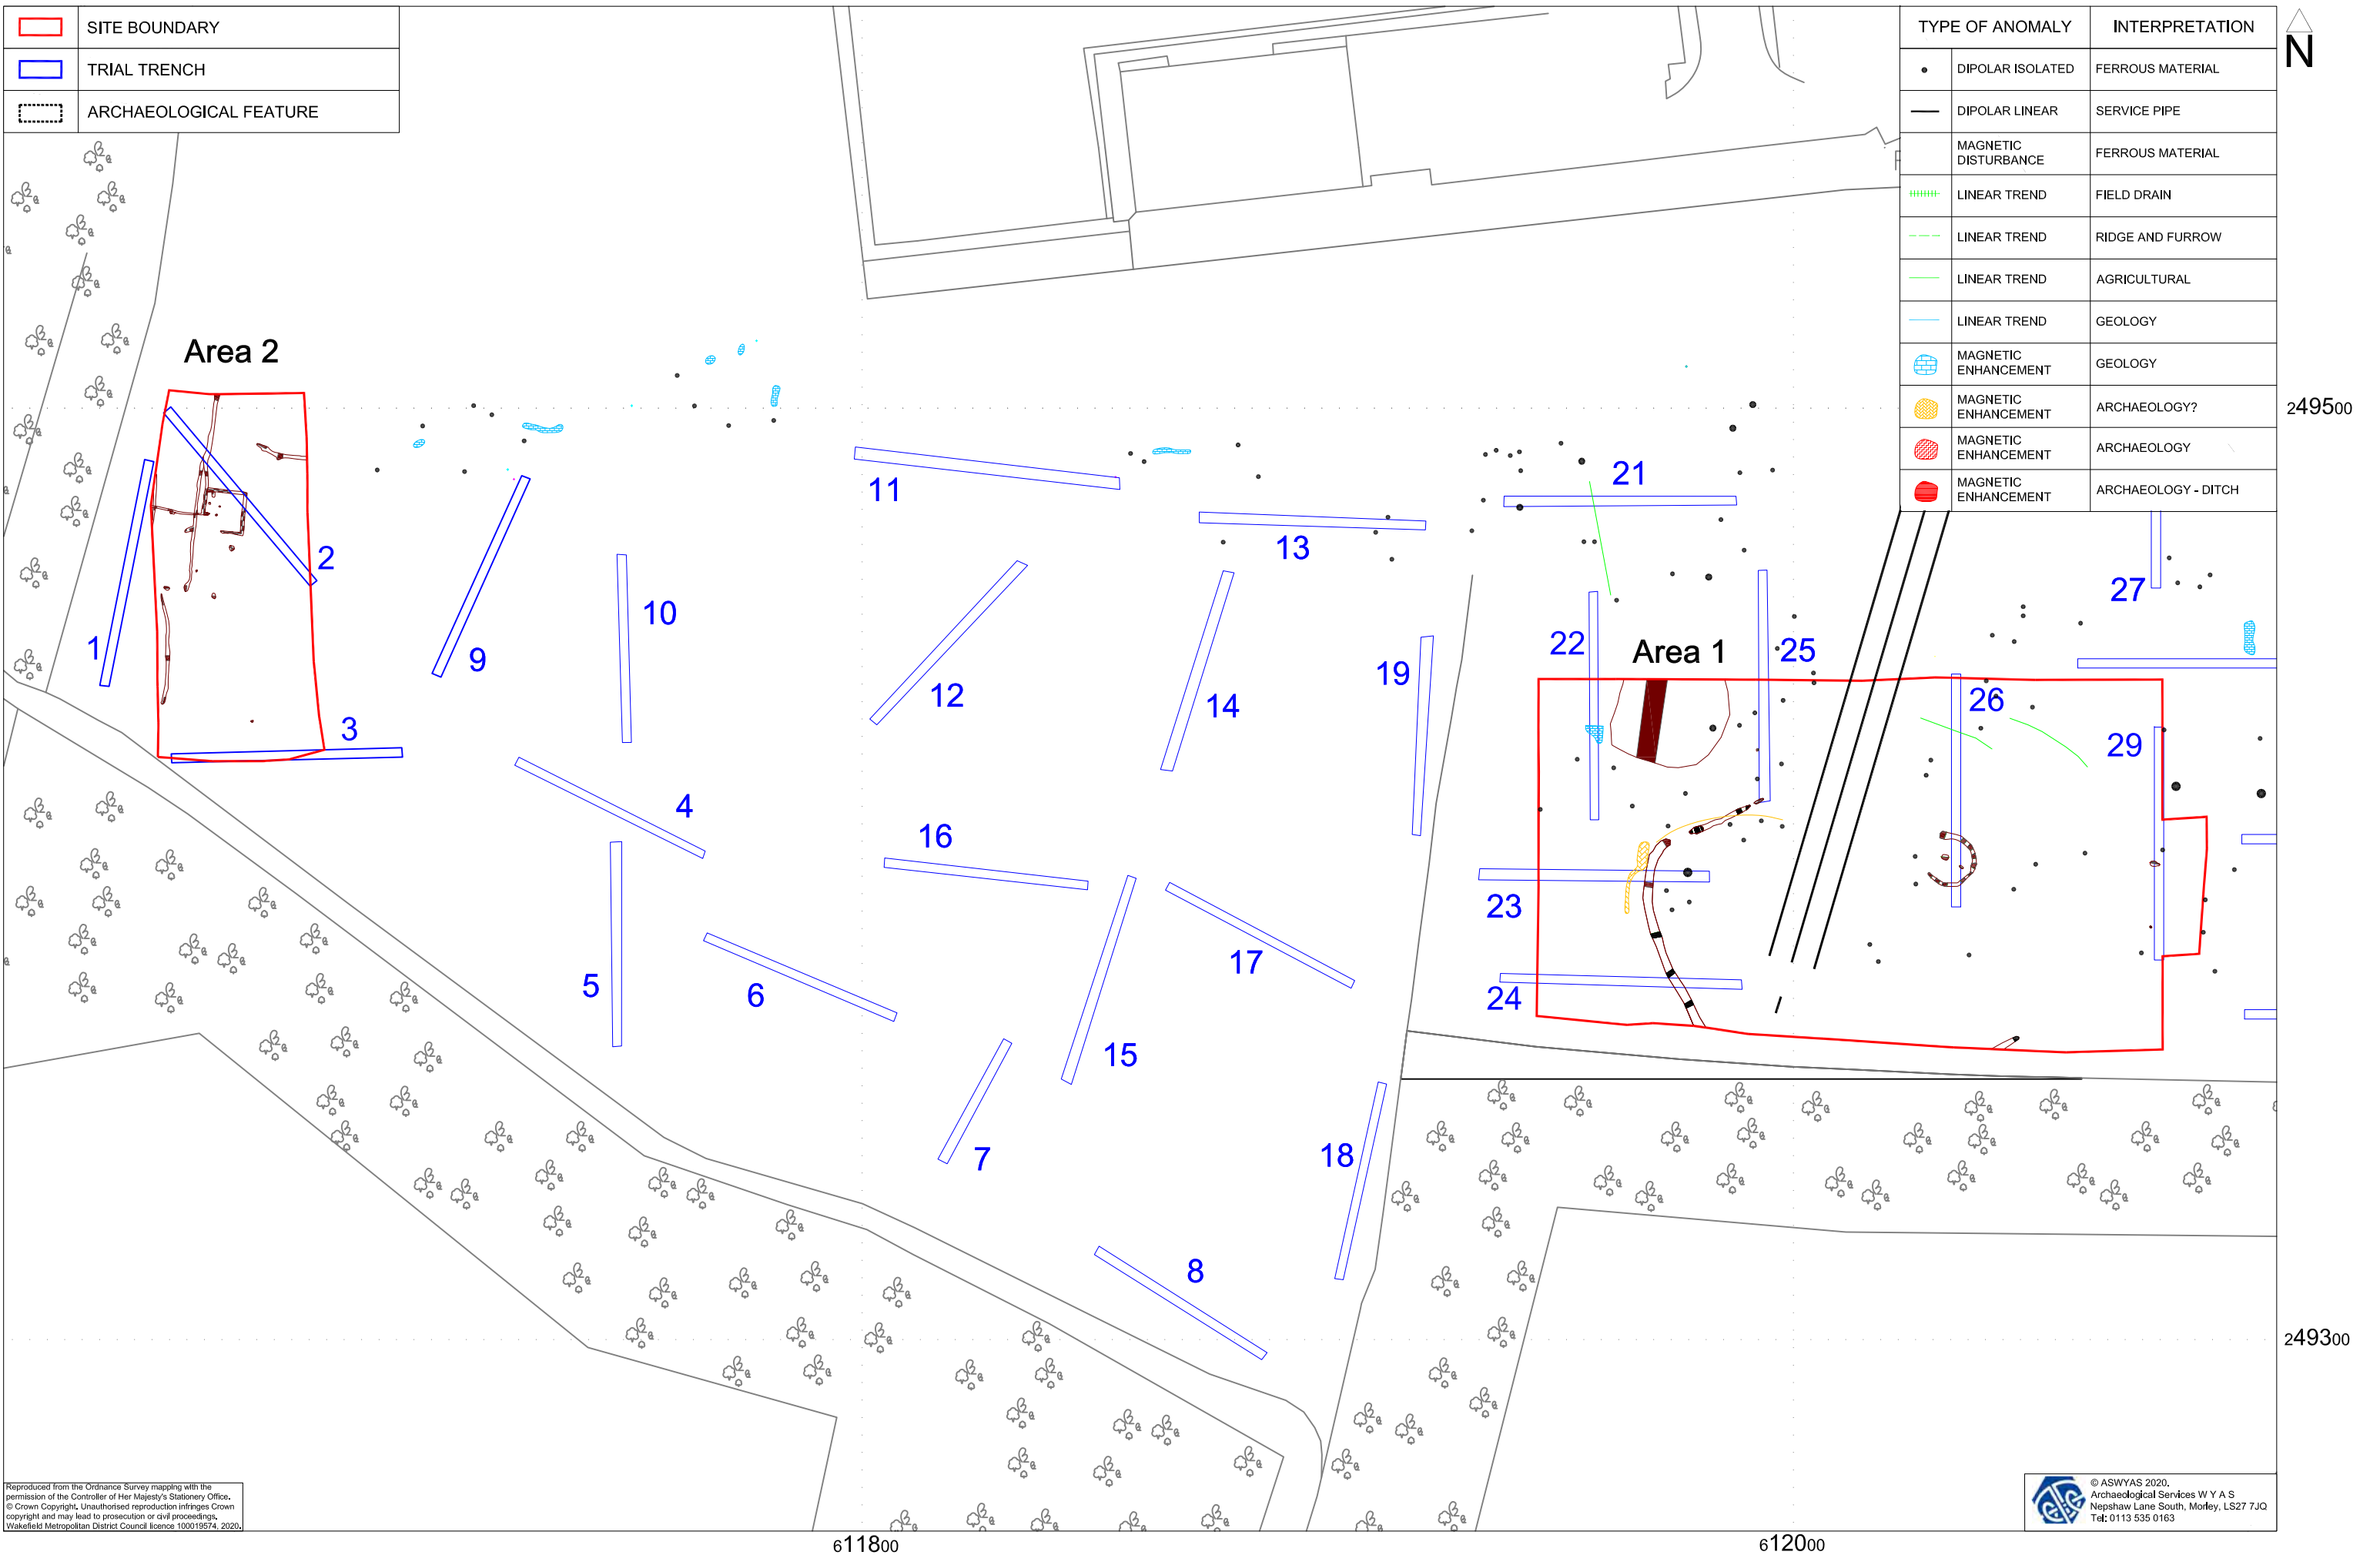 SITE BOUNDARY
TRIAL TRENCH
ARCHAEOLOGICAL FEATURE
TYPE OF ANOMALY INTERPRETATION
DIPOLAR ISOLATED FERROUS MATERIAL
DIPOLAR LINEAR SERVICE PIPE
MAGNETIC
DISTURBANCE FERROUS MATERIAL
LINEAR TREND FIELD DRAIN
LINEAR TREND RIDGE AND FURROW
LINEAR TREND AGRICULTURAL
LINEAR TREND GEOLOGY
MAGNETIC
ENHANCEMENT GEOLOGY
MAGNETIC
ENHANCEMENT ARCHAEOLOGY?
MAGNETIC
ENHANCEMENT ARCHAEOLOGY
MAGNETIC
ENHANCEMENT ARCHAEOLOGY - DITCH
N
Area 2
249500
11
21
13
2
27
10
1
9
22
Area 1
25
19
12
14
26
3
29
4
16
23
17
5
6
24
15
7
18
8
249300
Reproduced from the Ordnance Survey mapping with the
permission of the Controller of Her Majesty's Stationery Office.
© Crown Copyright. Unauthorised reproduction infringes Crown
copyright and may lead to prosecution or civil proceedings.
Wakefield Metropolitan District Council licence 100019574, 2020.
© ASWYAS 2020.
Archaeological Services W Y A S
Nepshaw Lane South, Morley, LS27 7JQ
Tel: 0113 535 0163
611800
612000